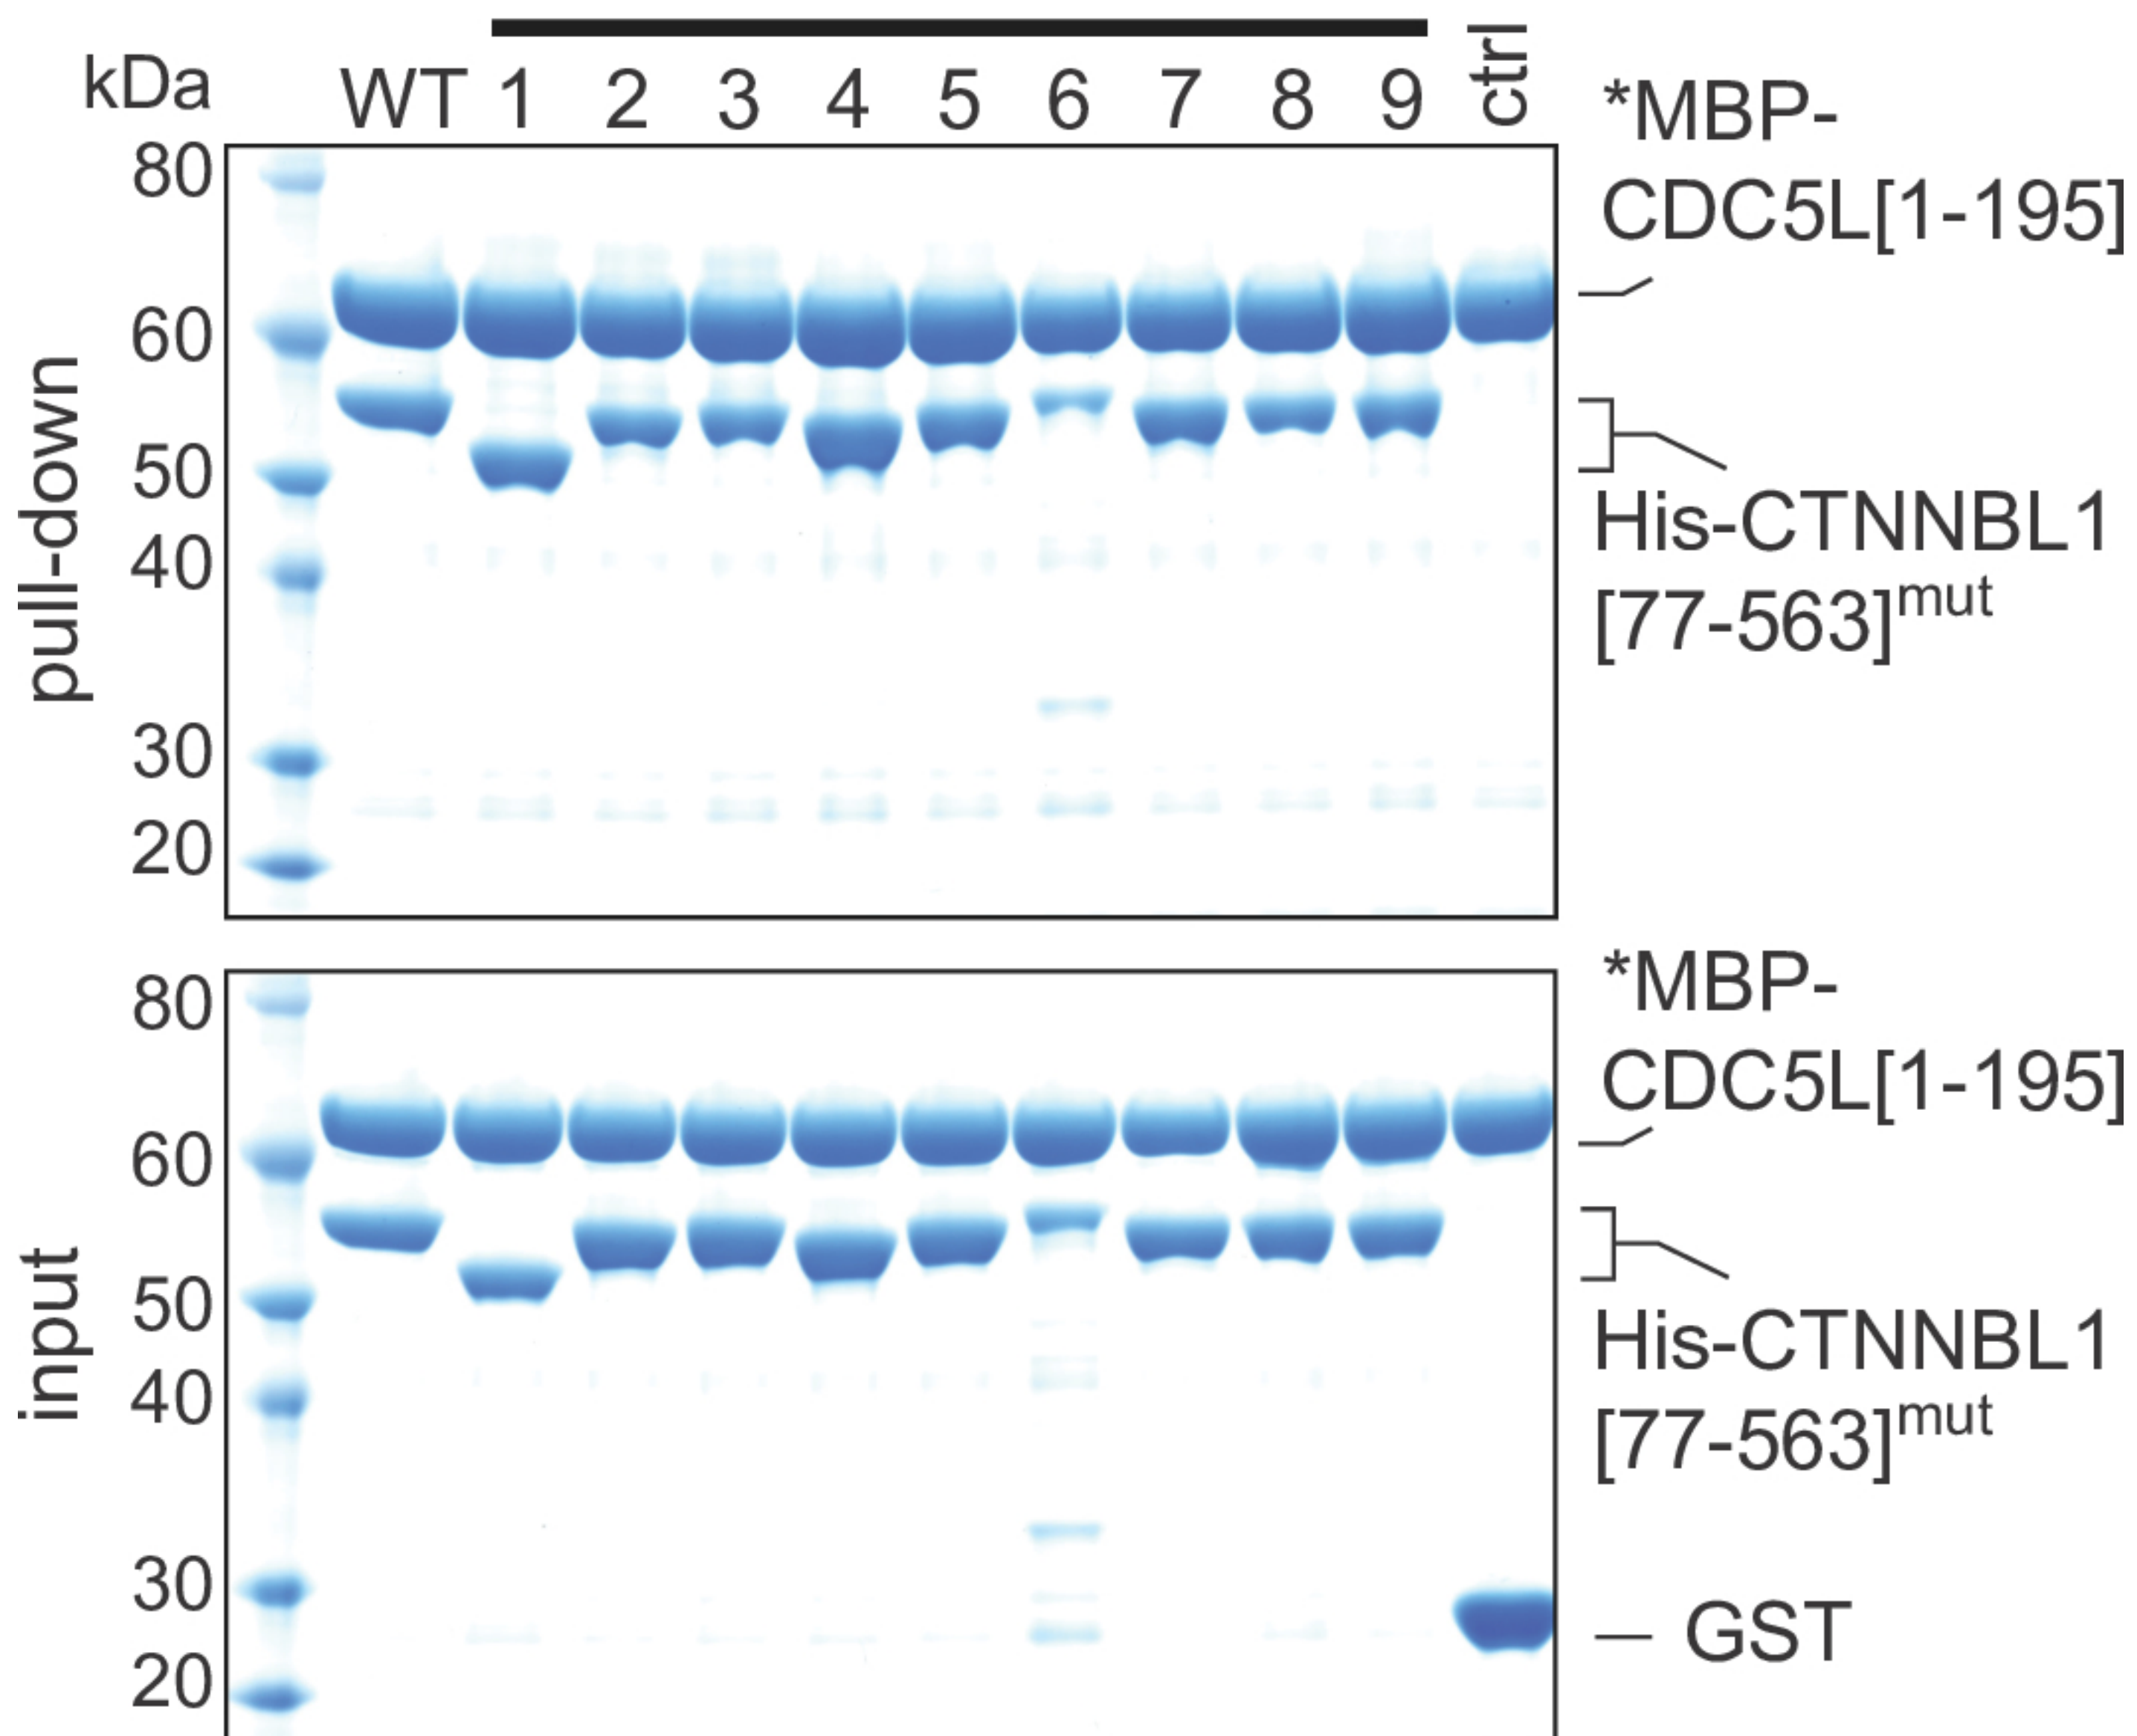 kDa WT 1 2 3 4 5 6 7 8 9 ctrl
80
60
50
40
30
20
pull-down
*MBP-
CDC5L[1-195]
His-CTNNBL1
[77-563]mut
80
60
50
40
30
20
input
*MBP-
CDC5L[1-195]
His-CTNNBL1
[77-563]mut
GST